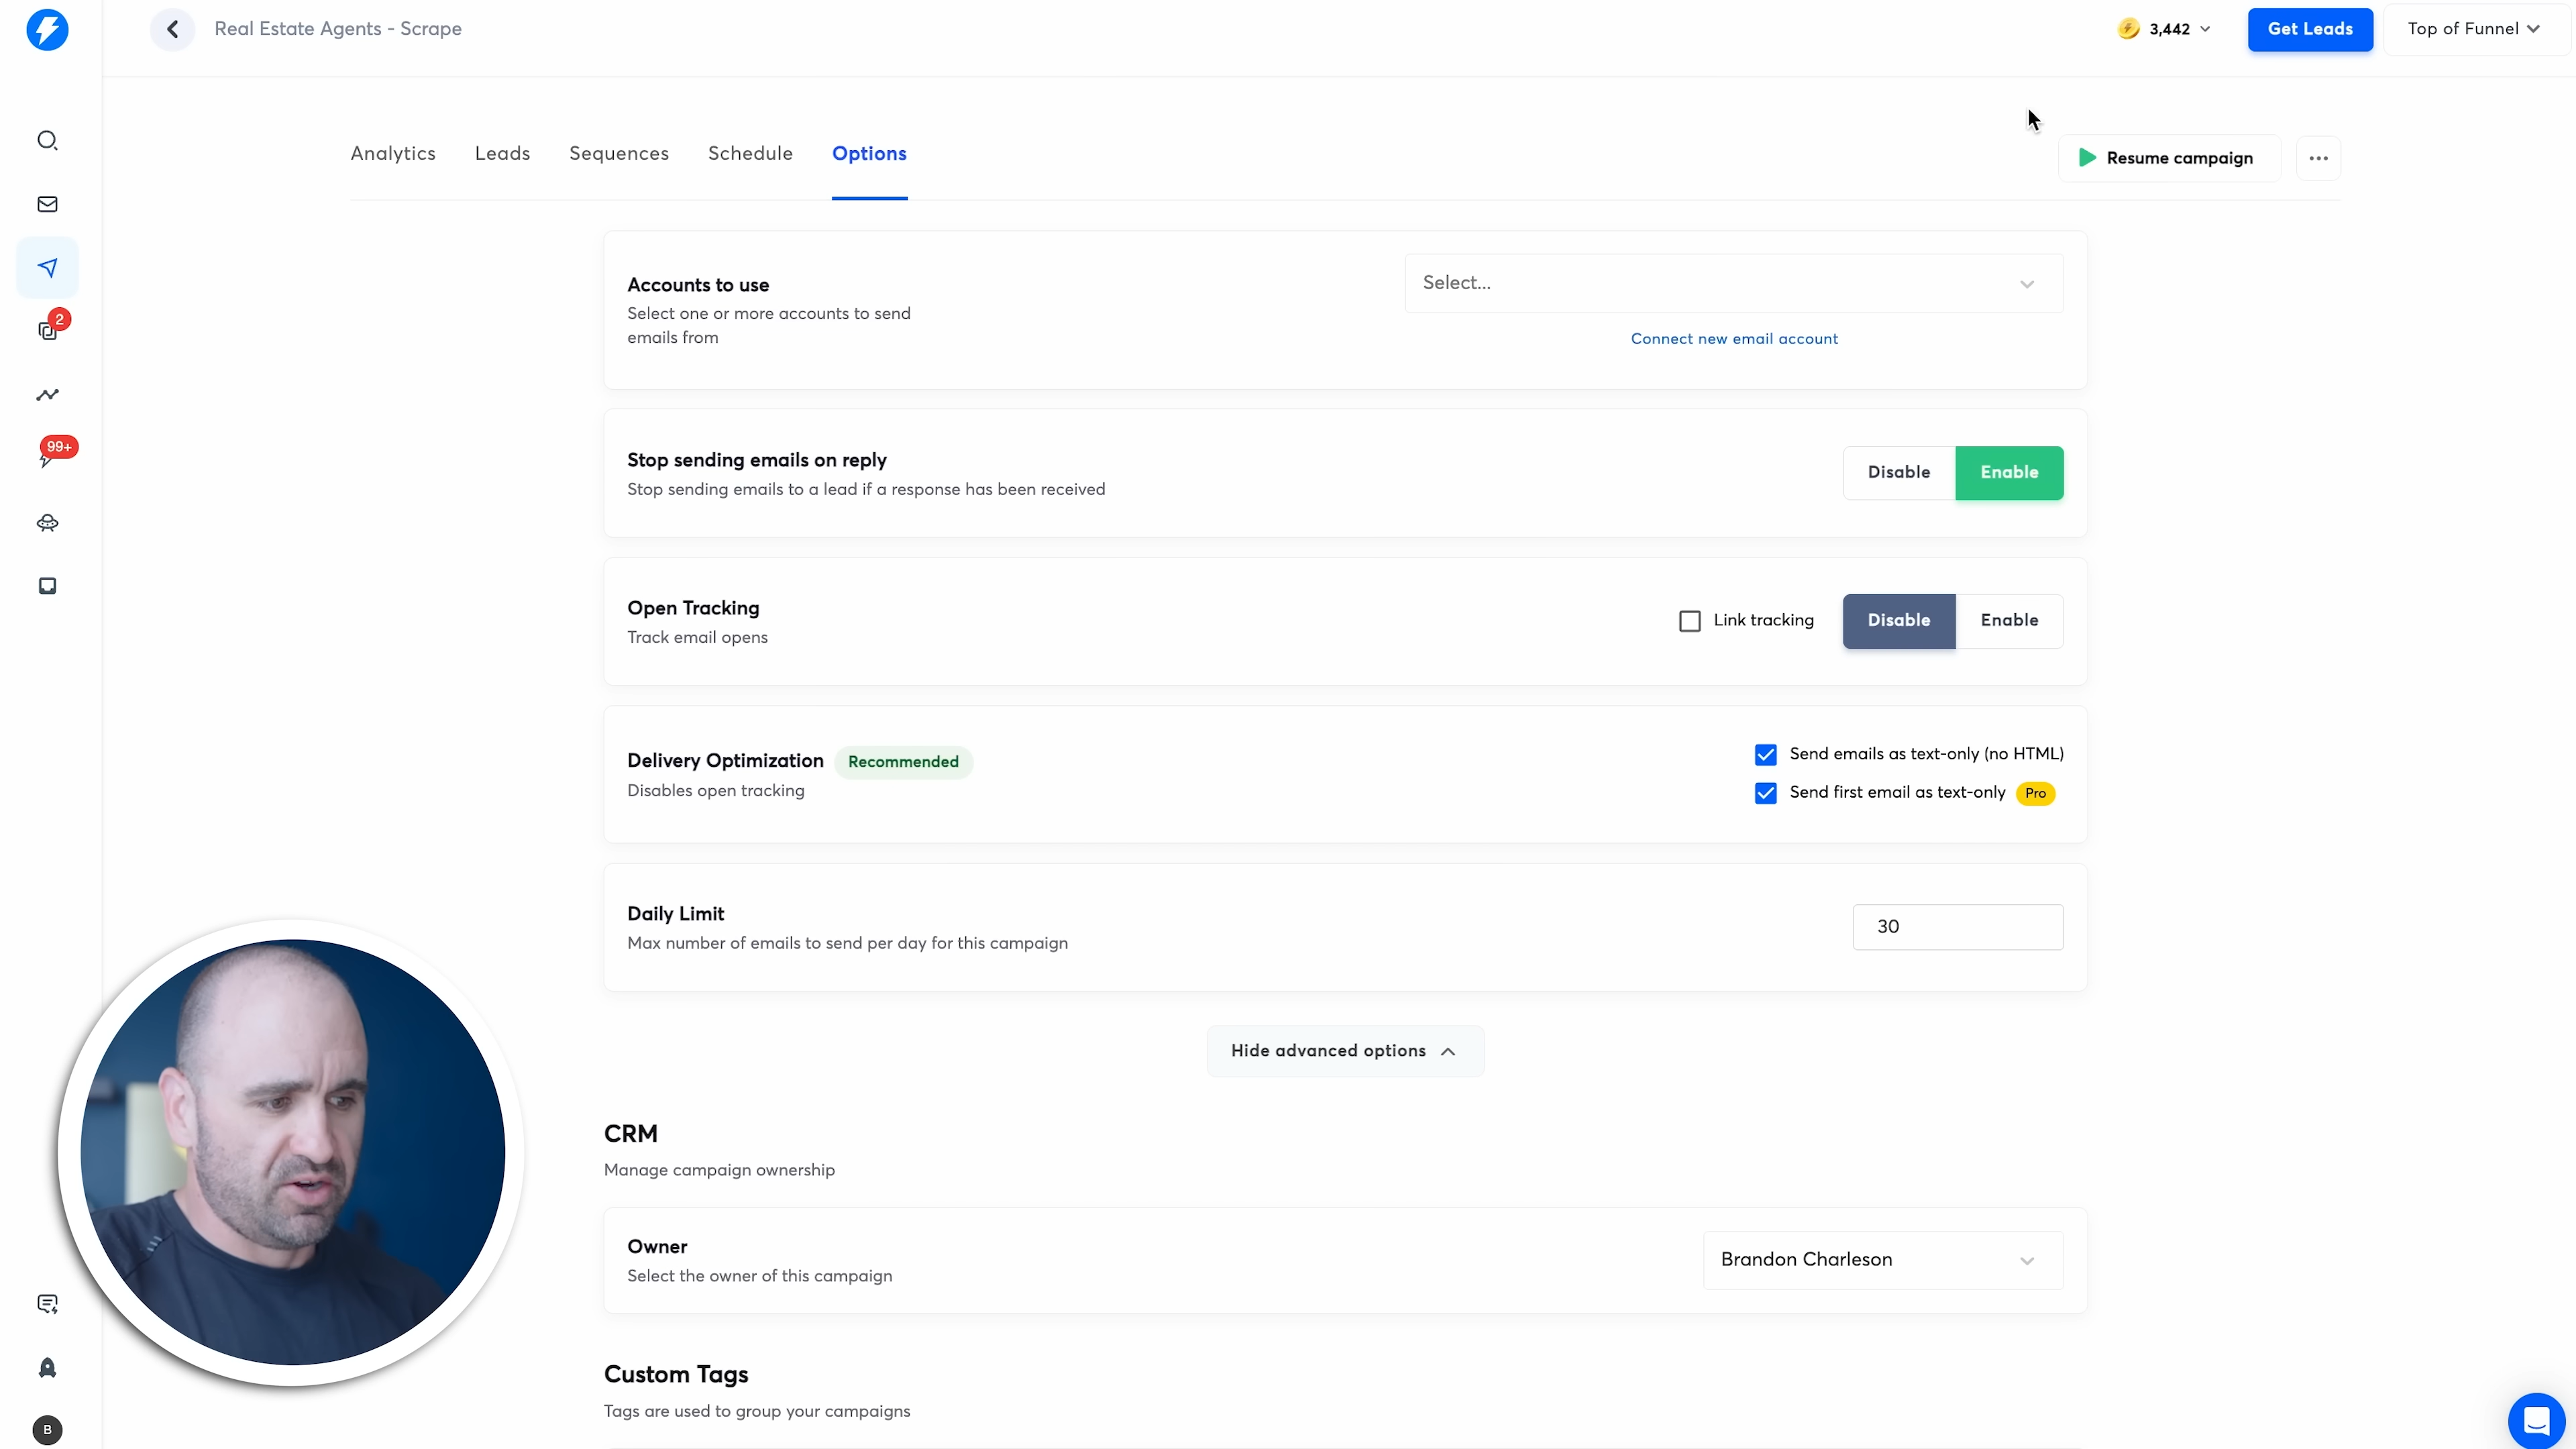 Real Estate Agents - Scrape
3,442
Get Leads
Top of Funnel
Analytics
Leads
Sequences
Schedule
Options
Resume campaign
Accounts to use
Select one or more accounts to send
emails from
Select...
Connect new email account
2
99+
Stop sending emails on reply
Stop sending emails to a lead if a response has been received
Disable
Enable
Open Tracking
Track email opens
Link tracking
Disable
Enable
Delivery Optimization
Recommended
Disables open tracking
Send emails as text-only (no HTML)
Send first email as text-only
Pro
Daily Limit
Max number of emails to send per day for this campaign
30
Hide advanced options
CRM
Manage campaign ownership
Owner
Select the owner of this campaign
Brandon Charleson
Custom Tags
Tags are used to group your campaigns
B